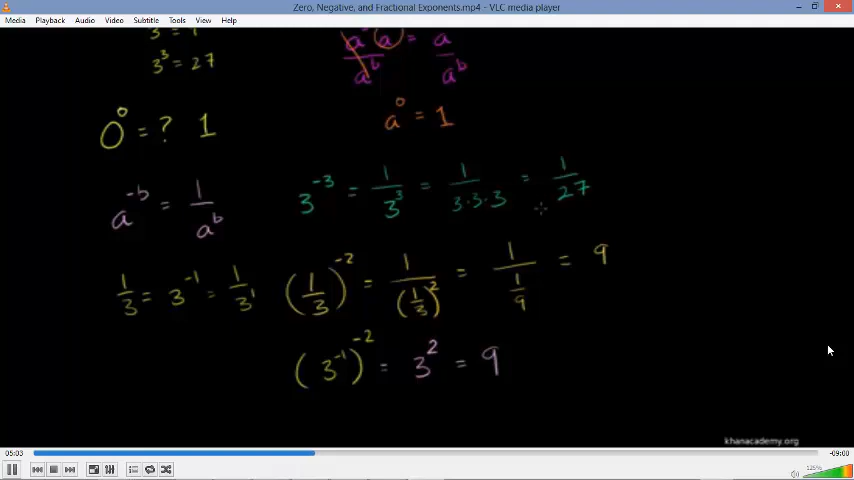 Zero, Negative, and Fractional Exponents.mp4 - VLC media player
Media Playback Audio Video Subtitle Tools View Help
3³ = 27
a / aᵇ
0⁰ = ? 1
a⁰ = 1
a⁻ᵇ = 1/aᵇ
3⁻³ = 1/3³ = 1/3·3·3 = 1/27
1/3 = 3⁻¹ = 1/3¹
(1/3)⁻² = 1/(1/3)² = 1/(1/9) = 9
(3⁻¹)⁻² = 3² = 9
khanacademy.org
05:03
-09:00
125%